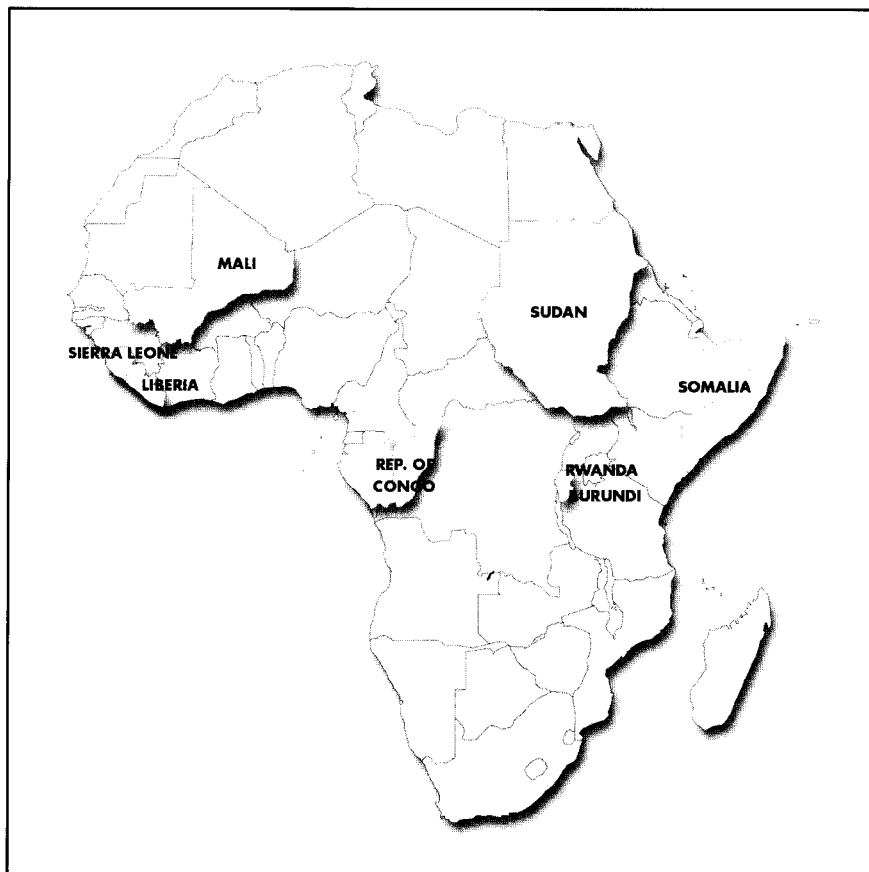 MALI
SUDAN
SIERRA LEONE
LIBERIA
SOMALIA
REP. OF
CONGO
RWANDA
BURUNDI